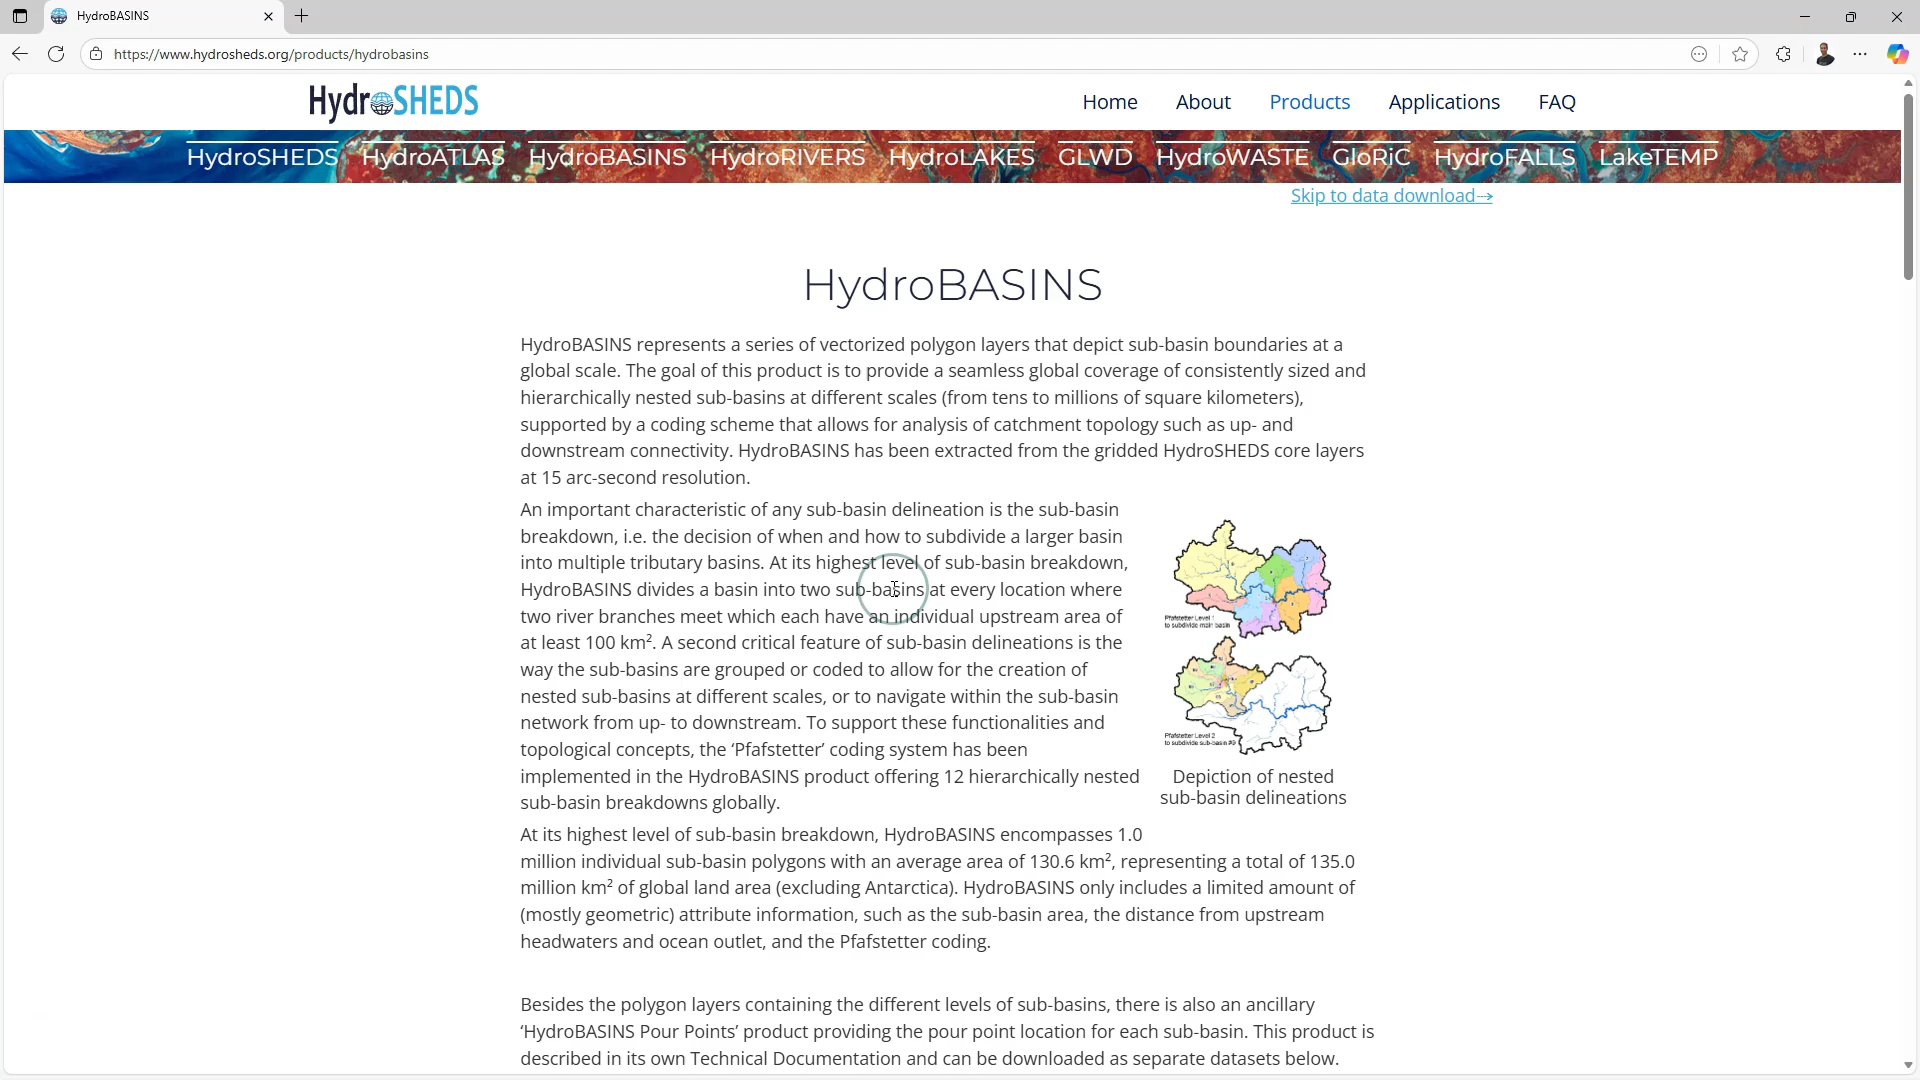 HydroBASINS
https://www.hydrosheds.org/products/hydrobasins
HydroSHEDS
Home About Products Applications FAQ
HydroSHEDS HydroATLAS HydroBASINS HydroRIVERS HydroLAKES GLWD HydroWASTE GloRiC HydroFALLS LakeTEMP
Skip to data download⇢
HydroBASINS
HydroBASINS represents a series of vectorized polygon layers that depict sub-basin boundaries at a
global scale. The goal of this product is to provide a seamless global coverage of consistently sized and
hierarchically nested sub-basins at different scales (from tens to millions of square kilometers),
supported by a coding scheme that allows for analysis of catchment topology such as up- and
downstream connectivity. HydroBASINS has been extracted from the gridded HydroSHEDS core layers
at 15 arc-second resolution.
An important characteristic of any sub-basin delineation is the sub-basin
breakdown, i.e. the decision of when and how to subdivide a larger basin
into multiple tributary basins. At its highest level of sub-basin breakdown,
HydroBASINS divides a basin into two sub-basins at every location where
two river branches meet which each have an individual upstream area of
at least 100 km². A second critical feature of sub-basin delineations is the
way the sub-basins are grouped or coded to allow for the creation of
nested sub-basins at different scales, or to navigate within the sub-basin
network from up- to downstream. To support these functionalities and
topological concepts, the ‘Pfafstetter’ coding system has been
implemented in the HydroBASINS product offering 12 hierarchically nested
sub-basin breakdowns globally.
Pfafstetter Level 1
to subdivide main basin
Pfafstetter Level 2
to subdivide sub-basin #9
Depiction of nested
sub-basin delineations
At its highest level of sub-basin breakdown, HydroBASINS encompasses 1.0
million individual sub-basin polygons with an average area of 130.6 km², representing a total of 135.0
million km² of global land area (excluding Antarctica). HydroBASINS only includes a limited amount of
(mostly geometric) attribute information, such as the sub-basin area, the distance from upstream
headwaters and ocean outlet, and the Pfafstetter coding.
Besides the polygon layers containing the different levels of sub-basins, there is also an ancillary
‘HydroBASINS Pour Points’ product providing the pour point location for each sub-basin. This product is
described in its own Technical Documentation and can be downloaded as separate datasets below.